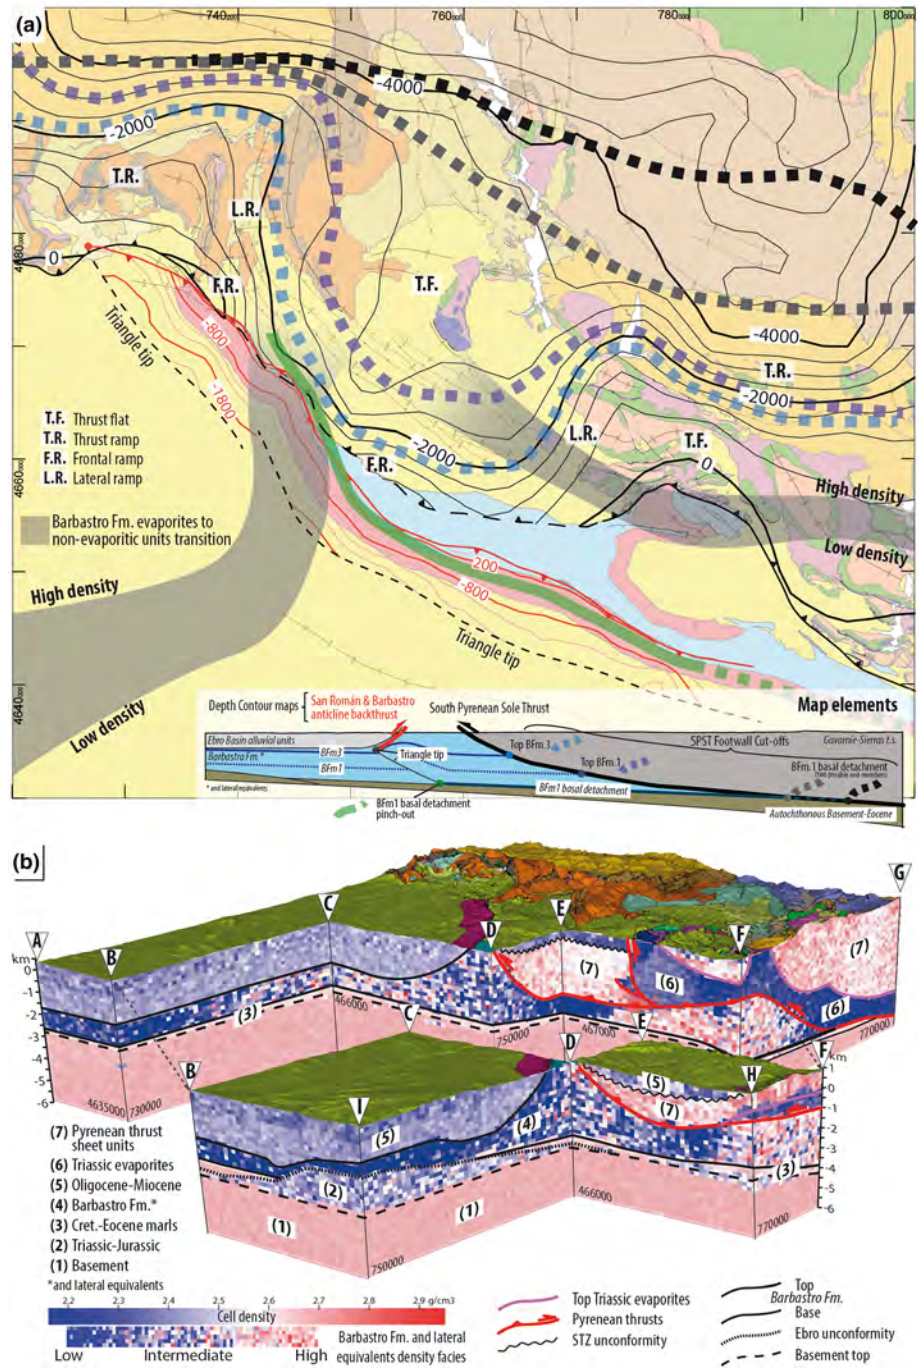 (a)
740000
760000
780000
800000
-4000
-2000
T.R.
L.R.
4680000
0
F.R.
T.F.
-800
Triangle tip
-4000
T.R.
-2000
-1800
T.F. Thrust flat
T.R. Thrust ramp
F.R. Frontal ramp
L.R. Lateral ramp
-2000
L.R.
T.F.
0
F.R.
4660000
High density
Barbastro Fm. evaporites to
non-evaporitic units transition
Low density
200
-800
High density
Triangle tip
4640000
Low density
Depth Contour maps
San Román & Barbastro
anticline backthrust
South Pyrenean Sole Thrust
Map elements
Ebro Basin alluvial units
BFm3
Triangle tip
Top BFm.3
SPST Footwall Cut-offs
Gavarnie-Sierras t.s.
Barbastro Fm.*
BFm1
Top BFm.1
BFm1 basal detachment
BFm.1 basal detachment
(two possible end-members)
* and lateral equivalents
BFm1 basal detachment
pinch-out
Autochthonous Basement-Eocene
(b)
G
C
E
A
B
D
F
km
0
-1
-2
-3
-4
-5
-6
(7)
(7)
(6)
(6)
(3)
466000
C
750000
467000
E
770000
4635000
730000
B
D
F
I
H
km
1
0
-1
-2
-3
-4
-5
-6
(5)
(7)
(5)
(4)
(3)
(2)
(1)
(1)
466000
750000
770000
(7) Pyrenean thrust
sheet units
(6) Triassic evaporites
(5) Oligocene-Miocene
(4) Barbastro Fm.*
(3) Cret.-Eocene marls
(2) Triassic-Jurassic
(1) Basement
*and lateral equivalents
2,2 2,3 2.6 2.7 2.8 2,9 g/cm3
Cell density
Barbastro Fm. and lateral
equivalents density facies
Low Intermediate High
Top Triassic evaporites
Pyrenean thrusts
STZ unconformity
Top
Barbastro Fm.
Base
Ebro unconformity
Basement top